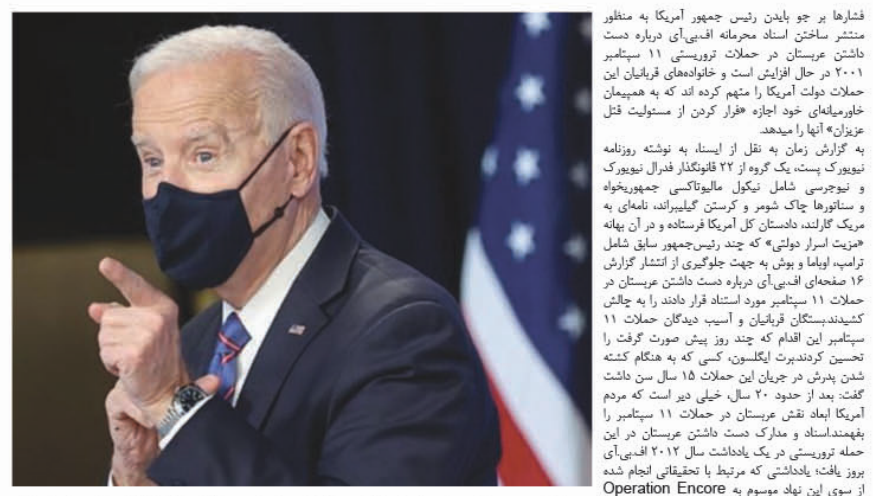 فشارها بر جو بایدن رئیس جمهور آمریکا به منظور
منتشر ساختن اسناد محرمانه اف.بی.آی درباره دست
داشتن عربستان در حملات تروریستی ۱۱ سپتامبر
۲۰۰۱ در حال افزایش است و خانواده‌های قربانیان این
حملات دولت آمریکا را متهم کرده اند که به همپیمان
خاورمیانه‌ای خود اجازه «فرار کردن از مسئولیت قتل
عزیزان» آنها را میدهد.
به گزارش زمان به نقل از ایسنا، به نوشته روزنامه
نیویورک پست، یک گروه از ۲۲ قانونگذار فدرال نیویورک
و نیوجرسی شامل نیکول مالیوتاکسی جمهوریخواه
و سناتورها چاک شومر و کرستن گیلیبراند، نامه‌ای به
مریک گارلند، دادستان کل آمریکا فرستاده و در آن بهانه
«مزیت اسرار دولتی» که چند رئیس‌جمهور سابق شامل
ترامپ، اوباما و بوش به جهت جلوگیری از انتشار گزارش
۱۶ صفحه‌ای اف.بی.آی درباره دست داشتن عربستان در
حملات ۱۱ سپتامبر مورد استناد قرار دادند را به چالش
کشیدند.بستگان قربانیان و آسیب دیدگان حملات ۱۱
سپتامبر این اقدام که چند روز پیش صورت گرفت را
تحسین کردند.برت ایگلسون، کسی که به هنگام کشته
شدن پدرش در جریان این حملات ۱۵ سال سن داشت
گفت: بعد از حدود ۲۰ سال، خیلی دیر است که مردم
آمریکا ابعاد نقش عربستان در حملات ۱۱ سپتامبر را
بفهمند.اسناد و مدارک دست داشتن عربستان در این
حمله تروریستی در یک یادداشت سال ۲۰۱۲ اف.بی.آی
بروز یافت؛ یادداشتی که مرتبط با تحقیقاتی انجام شده
از سوی این نهاد موسوم به Operation Encore